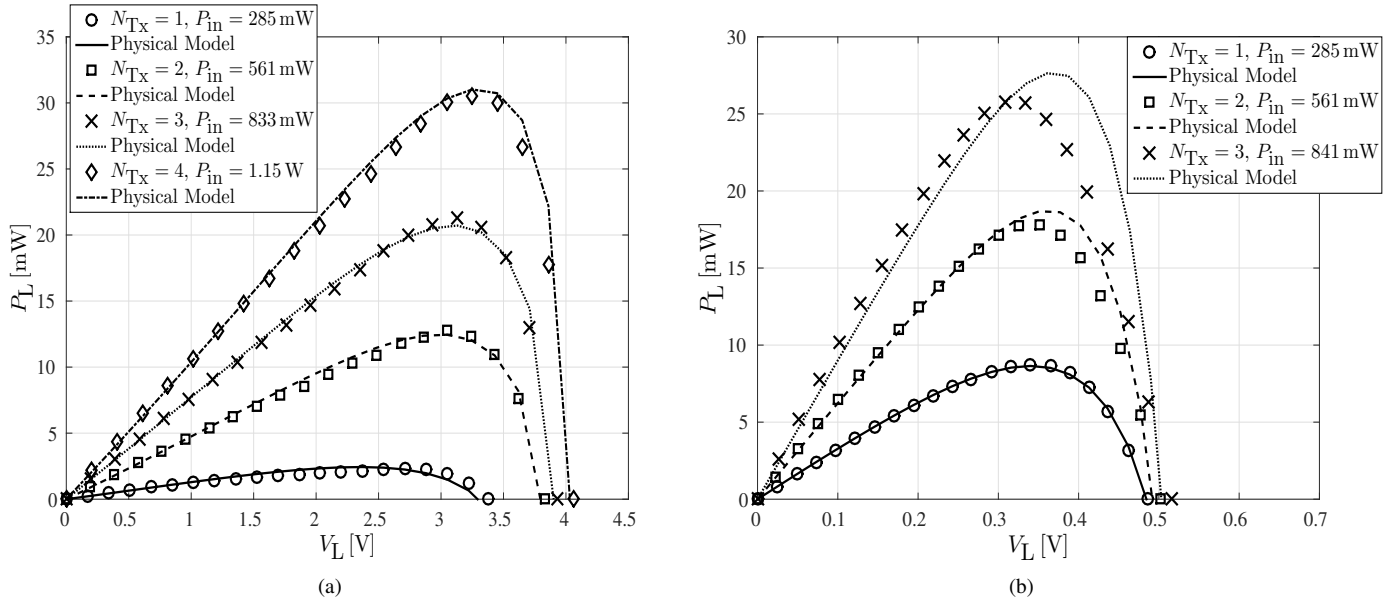 N_Tx = 1, P_in = 285 mW
Physical Model
N_Tx = 2, P_in = 561 mW
Physical Model
N_Tx = 3, P_in = 833 mW
Physical Model
N_Tx = 4, P_in = 1.15 W
Physical Model
35
30
25
20
15
10
5
0
P_L [mW]
0 0.5 1 1.5 2 2.5 3 3.5 4 4.5
V_L [V]
(a)
N_Tx = 1, P_in = 285 mW
Physical Model
N_Tx = 2, P_in = 561 mW
Physical Model
N_Tx = 3, P_in = 841 mW
Physical Model
30
25
20
15
10
5
0
P_L [mW]
0 0.1 0.2 0.3 0.4 0.5 0.6 0.7
V_L [V]
(b)